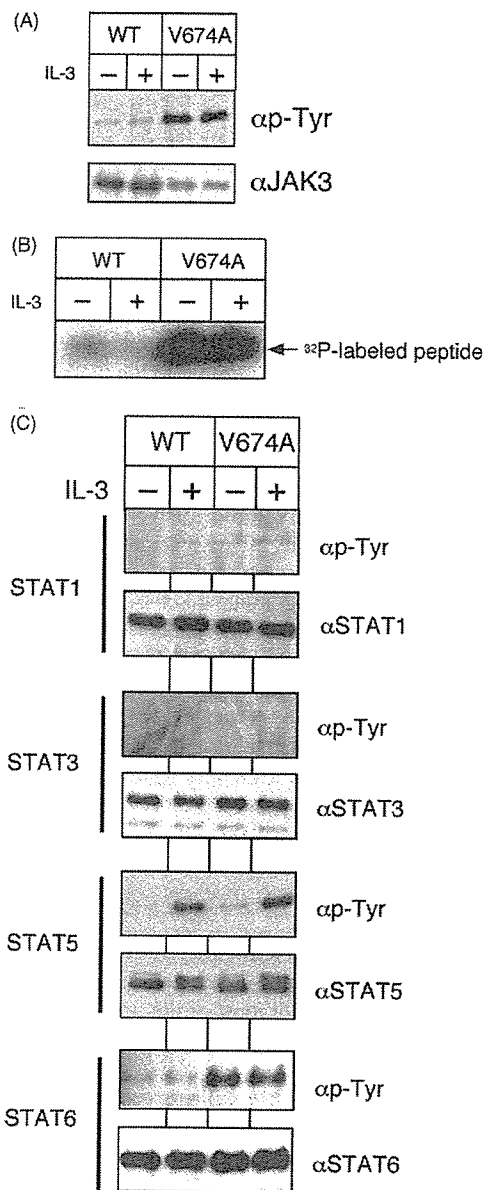 (A)
WT V674A
IL-3 − + − +
αp-Tyr
αJAK3
(B)
WT V674A
IL-3 − + − +
³²P-labeled peptide
(C)
WT V674A
IL-3 − + − +
αp-Tyr
STAT1
αSTAT1
αp-Tyr
STAT3
αSTAT3
αp-Tyr
STAT5
αSTAT5
αp-Tyr
STAT6
αSTAT6